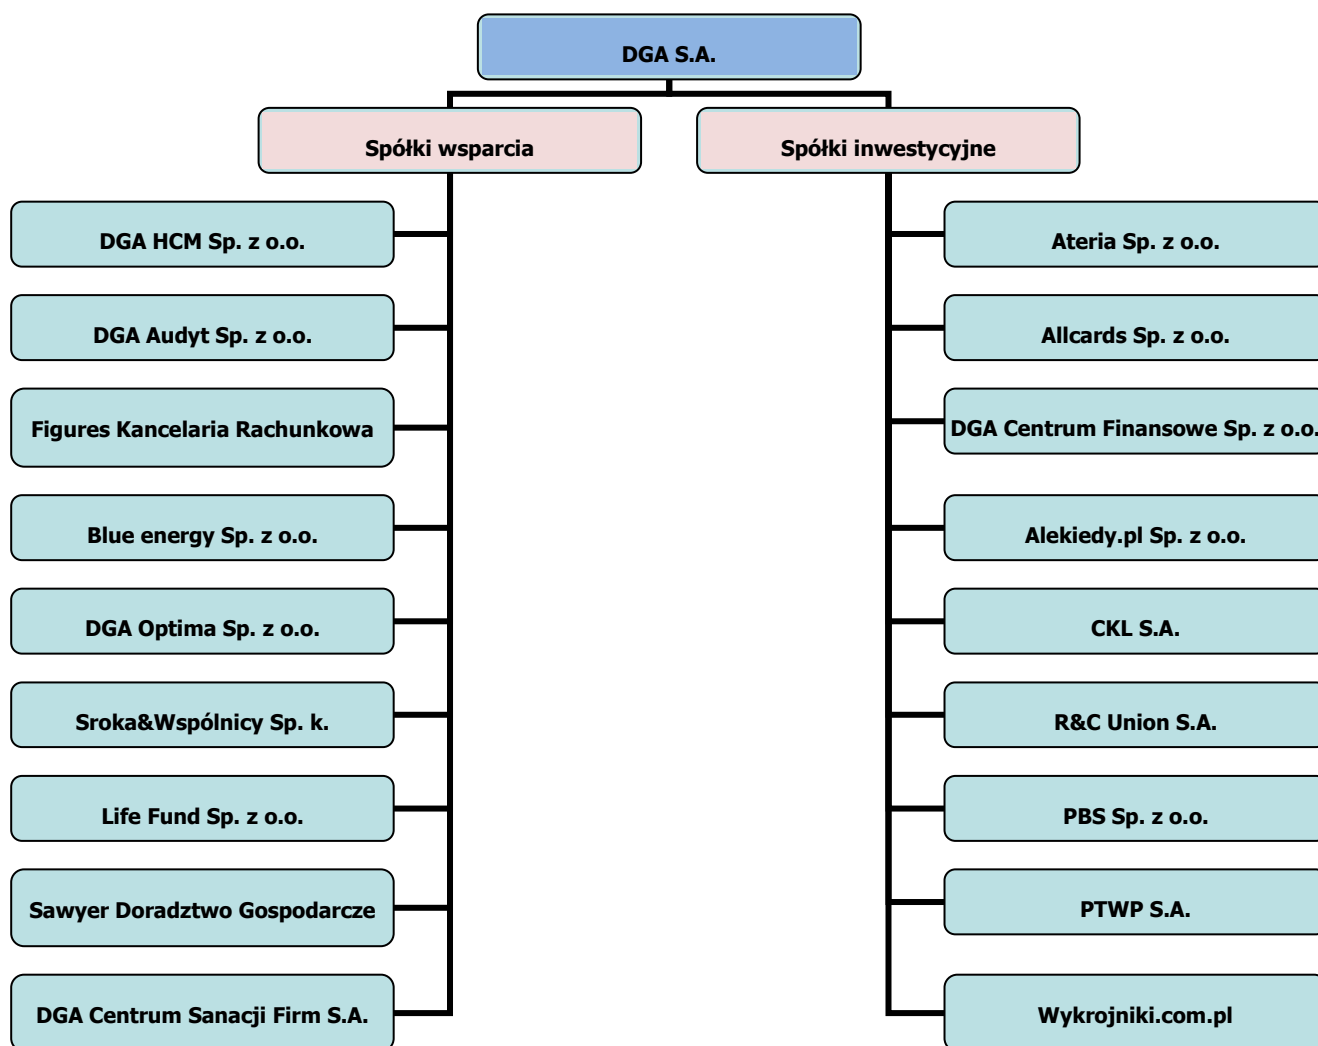 DGA S.A.
Spółki wsparcia
Spółki inwestycyjne
DGA HCM Sp. z o.o.
DGA Audyt Sp. z o.o.
Figures Kancelaria Rachunkowa
Blue energy Sp. z o.o.
DGA Optima Sp. z o.o.
Sroka&Wspólnicy Sp. k.
Life Fund Sp. z o.o.
Sawyer Doradztwo Gospodarcze
DGA Centrum Sanacji Firm S.A.
Ateria Sp. z o.o.
Allcards Sp. z o.o.
DGA Centrum Finansowe Sp. z o.o.
Alekiedy.pl Sp. z o.o.
CKL S.A.
R&C Union S.A.
PBS Sp. z o.o.
PTWP S.A.
Wykrojniki.com.pl